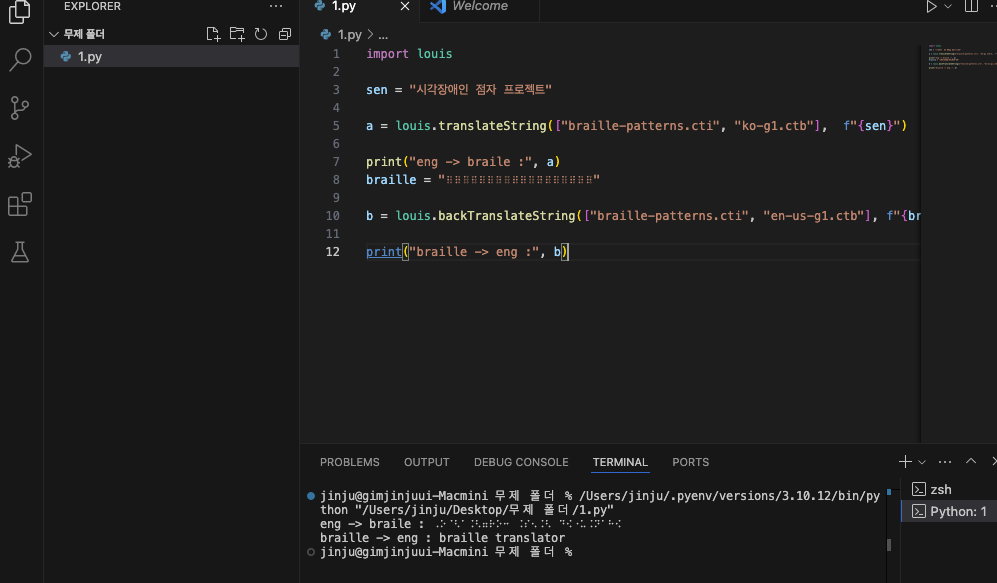 EXPLORER
1.py
Welcome
무제 폴더
1.py
1.py > ...
1 import louis
2
3 sen = "시각장애인 점자 프로젝트"
4
5 a = louis.translateString(["braille-patterns.cti", "ko-g1.ctb"], f"{sen}")
6
7 print("eng -> braile :", a)
8 braille = "
9
10 b = louis.backTranslateString(["braille-patterns.cti", "en-us-g1.ctb"], f"{br
11
12 print("braille -> eng :", b)
PROBLEMS OUTPUT DEBUG CONSOLE TERMINAL PORTS
jinju@gimjinjuui-Macmini 무제 폴더 % /Users/jinju/.pyenv/versions/3.10.12/bin/py
thon "/Users/jinju/Desktop/무제 폴더/1.py"
eng -> braile :
braille -> eng : braille translator
jinju@gimjinjuui-Macmini 무제 폴더 %
zsh
Python: 1